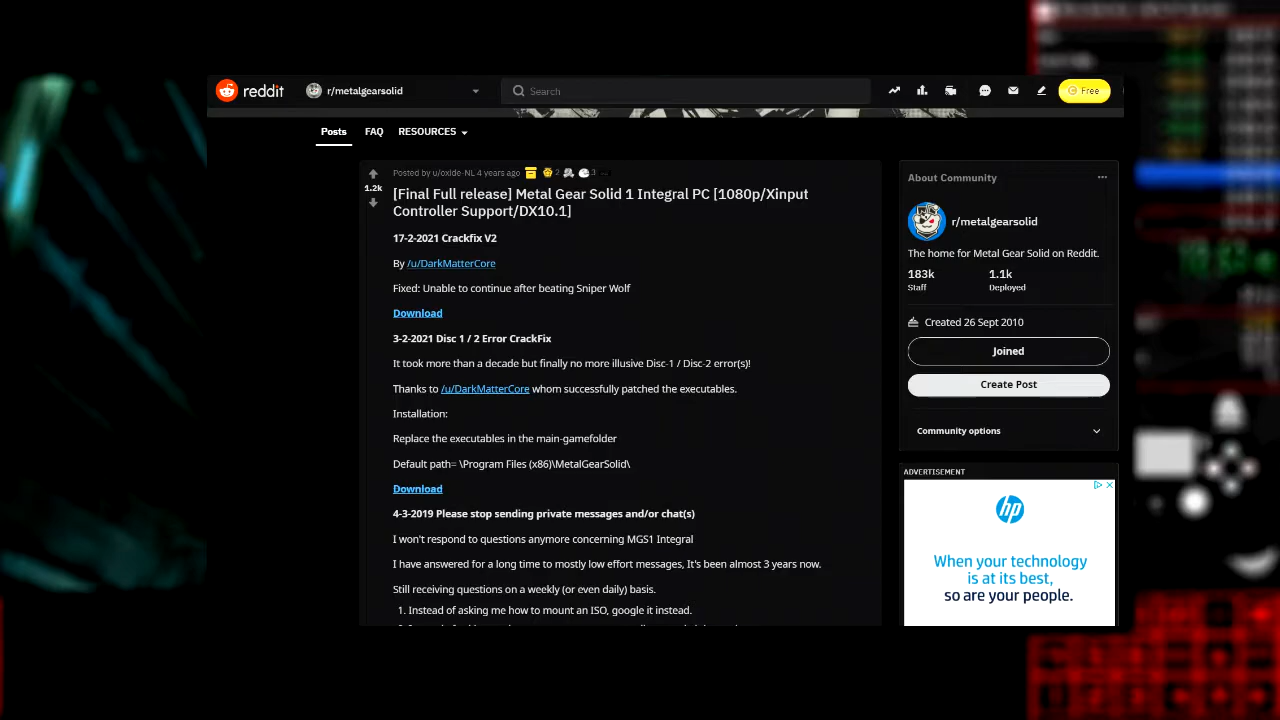 reddit
r/metalgearsolid
Search
Free
Posts
FAQ
RESOURCES
1.2k
Posted by u/oxide-NL 4 years ago
2
3
[Final Full release] Metal Gear Solid 1 Integral PC [1080p/Xinput
Controller Support/DX10.1]
17-2-2021 Crackfix V2
By /u/DarkMatterCore
Fixed: Unable to continue after beating Sniper Wolf
Download
3-2-2021 Disc 1 / 2 Error CrackFix
It took more than a decade but finally no more illusive Disc-1 / Disc-2 error(s)!
Thanks to /u/DarkMatterCore whom successfully patched the executables.
Installation:
Replace the executables in the main-gamefolder
Default path= \Program Files (x86)\MetalGearSolid\
Download
4-3-2019 Please stop sending private messages and/or chat(s)
I won't respond to questions anymore concerning MGS1 Integral
I have answered for a long time to mostly low effort messages, It's been almost 3 years now.
Still receiving questions on a weekly (or even daily) basis.
1. Instead of asking me how to mount an ISO, google it instead.
About Community
r/metalgearsolid
The home for Metal Gear Solid on Reddit.
183k
1.1k
Staff
Deployed
Created 26 Sept 2010
Joined
Create Post
Community options
ADVERTISEMENT
hp
When your technology
is at its best,
so are your people.